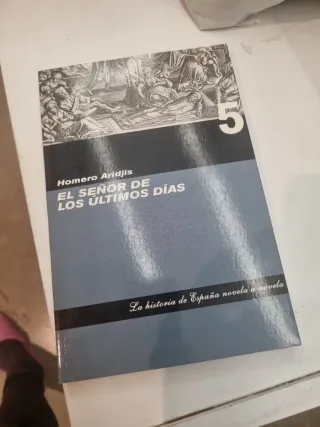 5
Homero Aridjis
EL SEÑOR DE
LOS ÚLTIMOS DÍAS
La historia de España novela a novela